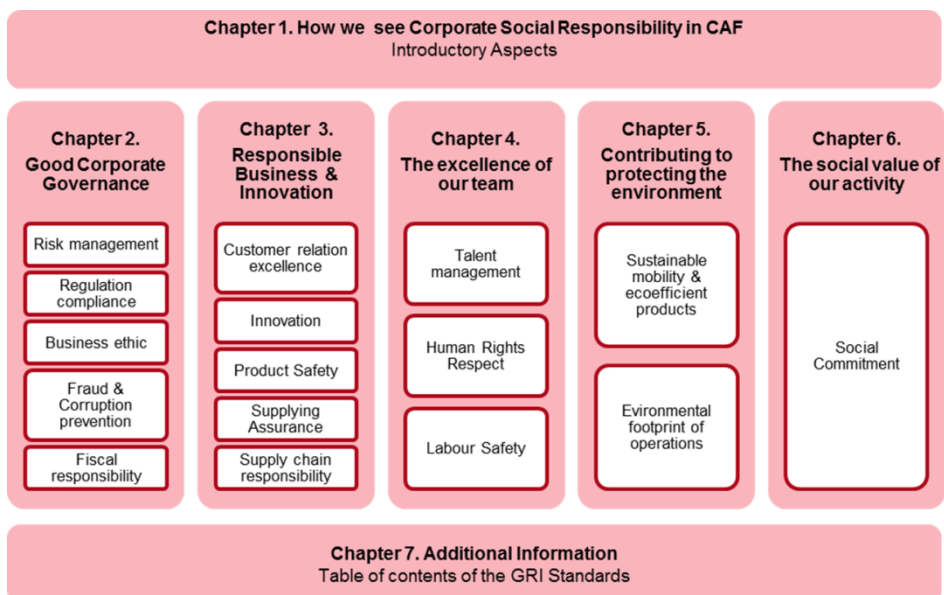 Chapter 1. How we see Corporate Social Responsibility in CAF
Introductory Aspects
Chapter 2.
Good Corporate
Governance
Risk management
Regulation
compliance
Business ethic
Fraud &
Corruption
prevention
Fiscal
responsibility
Chapter 3.
Responsible
Business &
Innovation
Customer relation
excellence
Innovation
Product Safety
Supplying
Assurance
Supply chain
responsibility
Chapter 4.
The excellence of
our team
Talent
management
Human Rights
Respect
Labour Safety
Chapter 5.
Contributing to
protecting the
environment
Sustainable
mobility &
ecoefficient
products
Evironmental
footprint of
operations
Chapter 6.
The social value of
our activity
Social
Commitment
Chapter 7. Additional Information
Table of contents of the GRI Standards